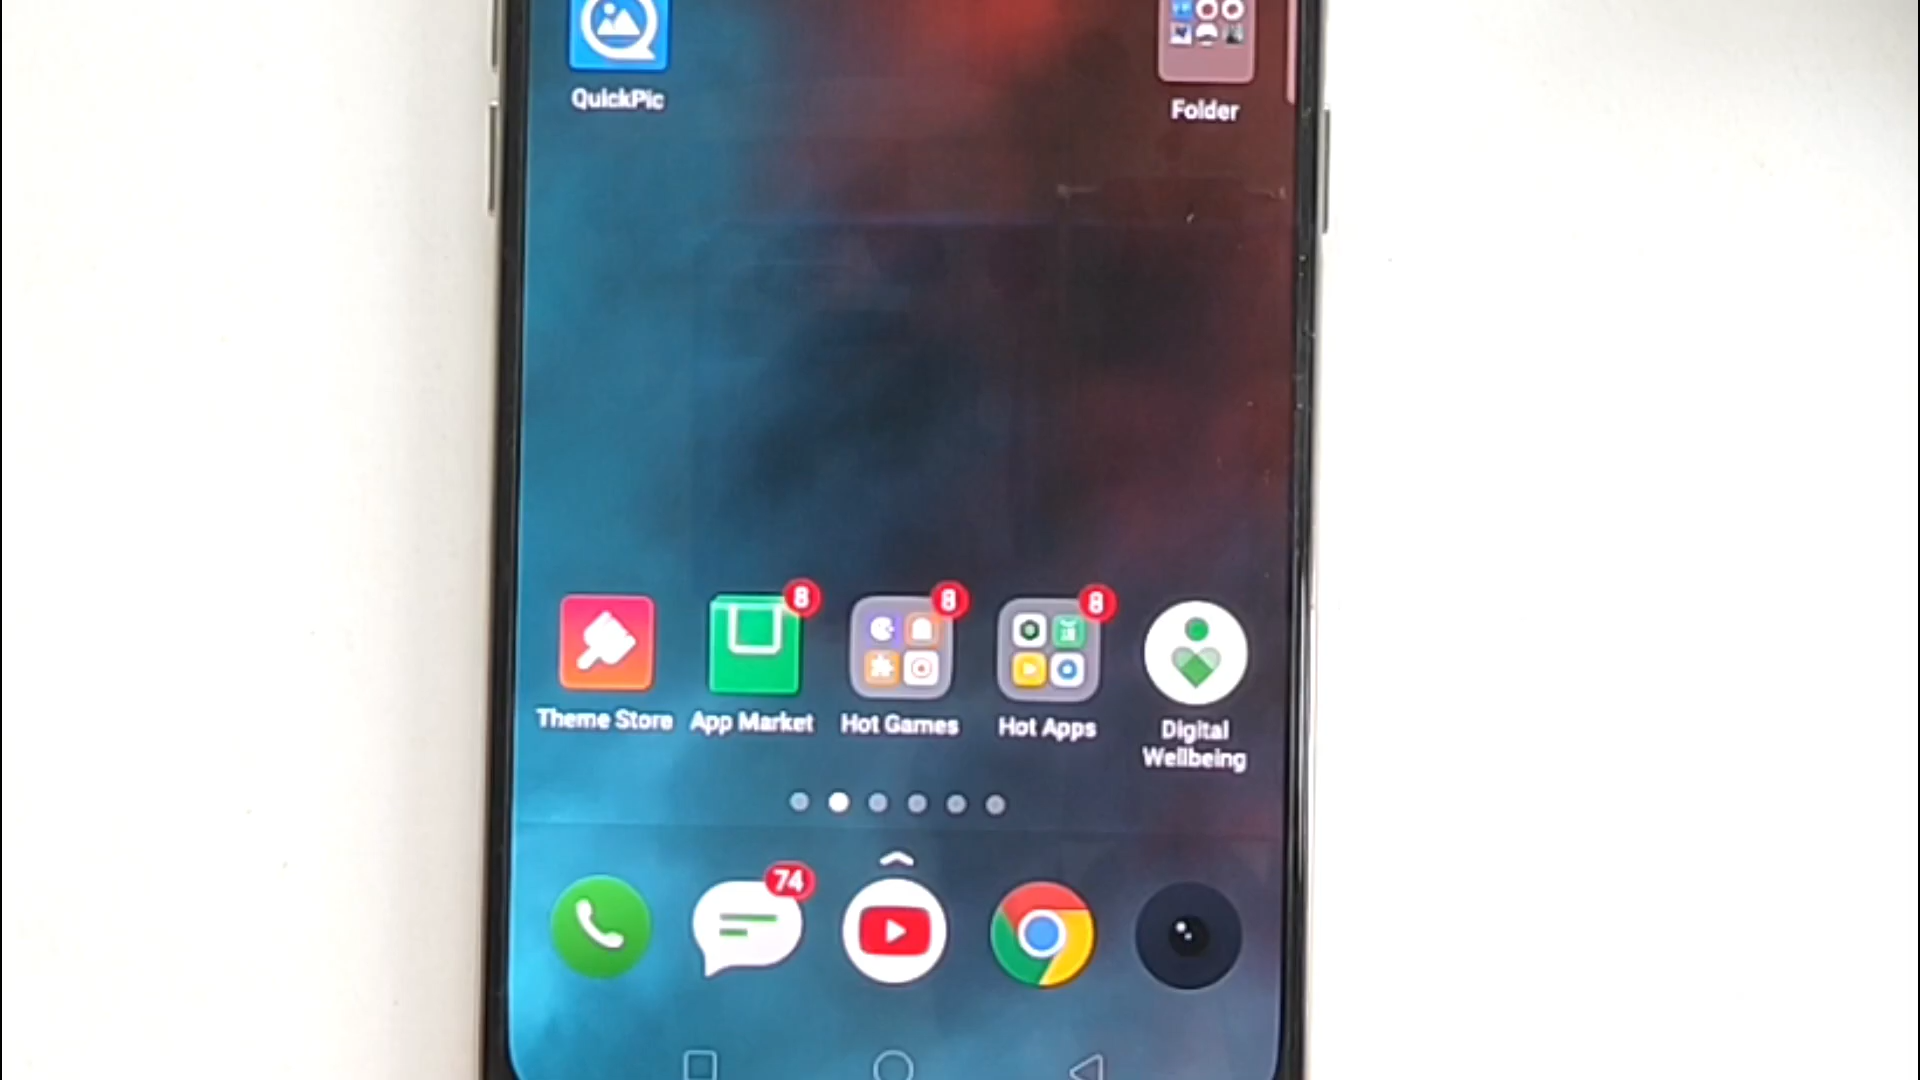 QuickPic
Folder
8
8
8
Theme Store
App Market
Hot Games
Hot Apps
Digital
Wellbeing
74